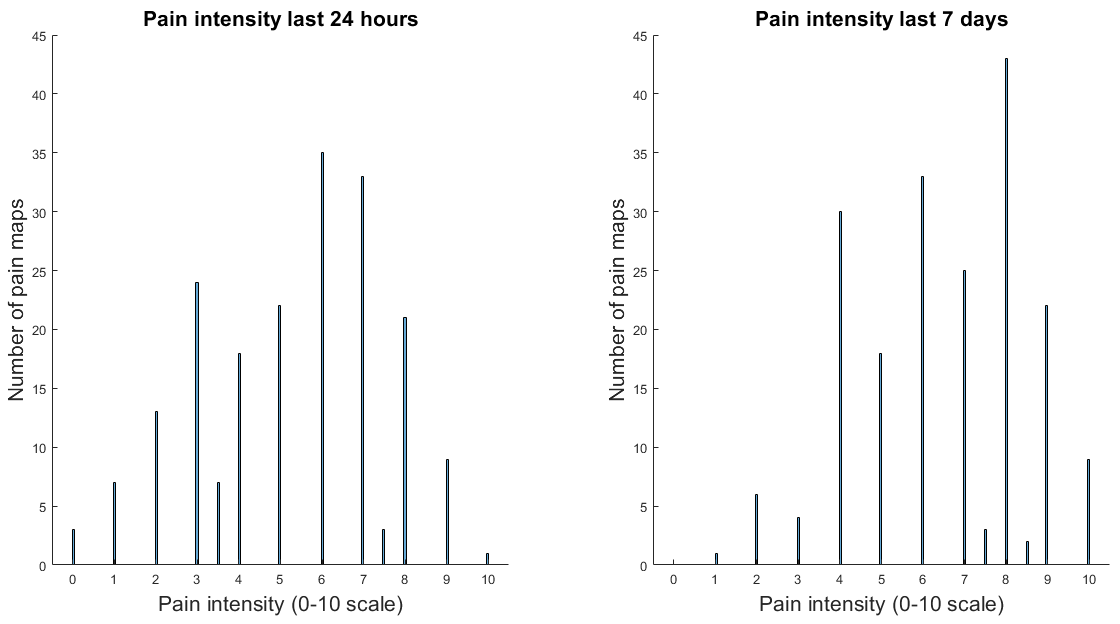 Pain intensity last 24 hours
45
40
35
30
25
20
15
10
5
0
Number of pain maps
0 1 2 3 4 5 6 7 8 9 10
Pain intensity (0-10 scale)
Pain intensity last 7 days
45
40
35
30
25
20
15
10
5
0
Number of pain maps
0 1 2 3 4 5 6 7 8 9 10
Pain intensity (0-10 scale)